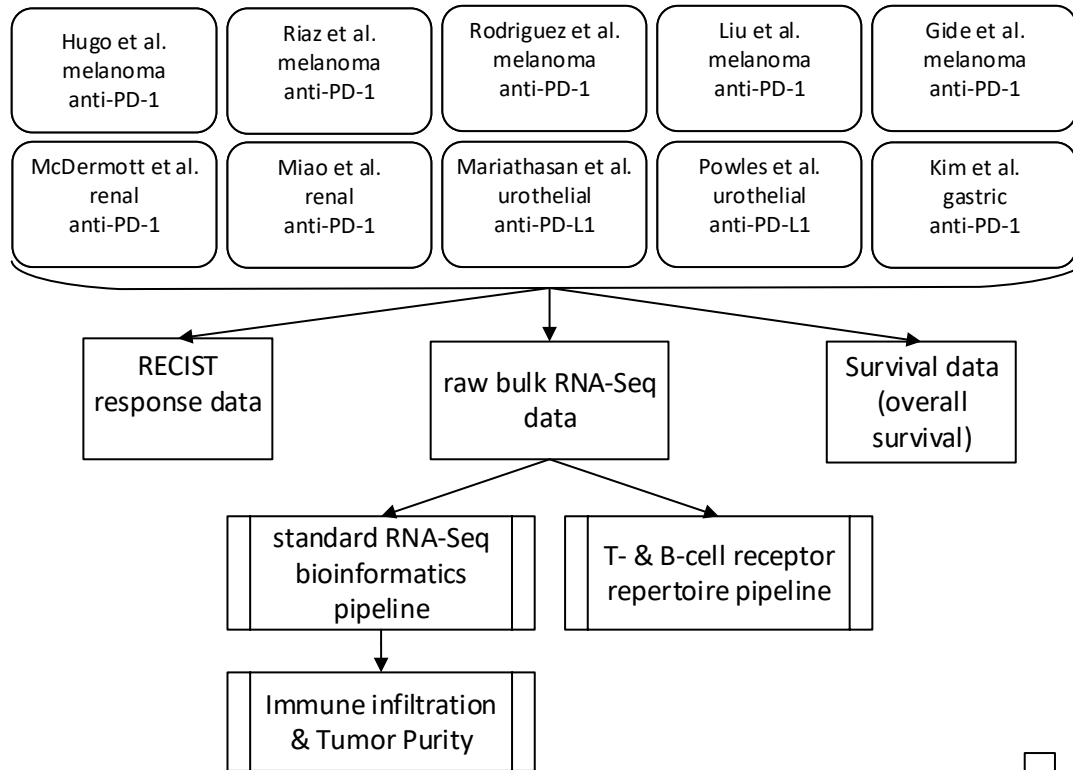 Hugo et al.
melanoma
anti-PD-1
Riaz et al.
melanoma
anti-PD-1
Rodriguez et al.
melanoma
anti-PD-1
Liu et al.
melanoma
anti-PD-1
Gide et al.
melanoma
anti-PD-1
McDermott et al.
renal
anti-PD-1
Miao et al.
renal
anti-PD-1
Mariathasan et al.
urothelial
anti-PD-L1
Powles et al.
urothelial
anti-PD-L1
Kim et al.
gastric
anti-PD-1
RECIST
response data
raw bulk RNA-Seq
data
Survival data
(overall
survival)
standard RNA-Seq
bioinformatics
pipeline
T- & B-cell receptor
repertoire pipeline
Immune infiltration
& Tumor Purity